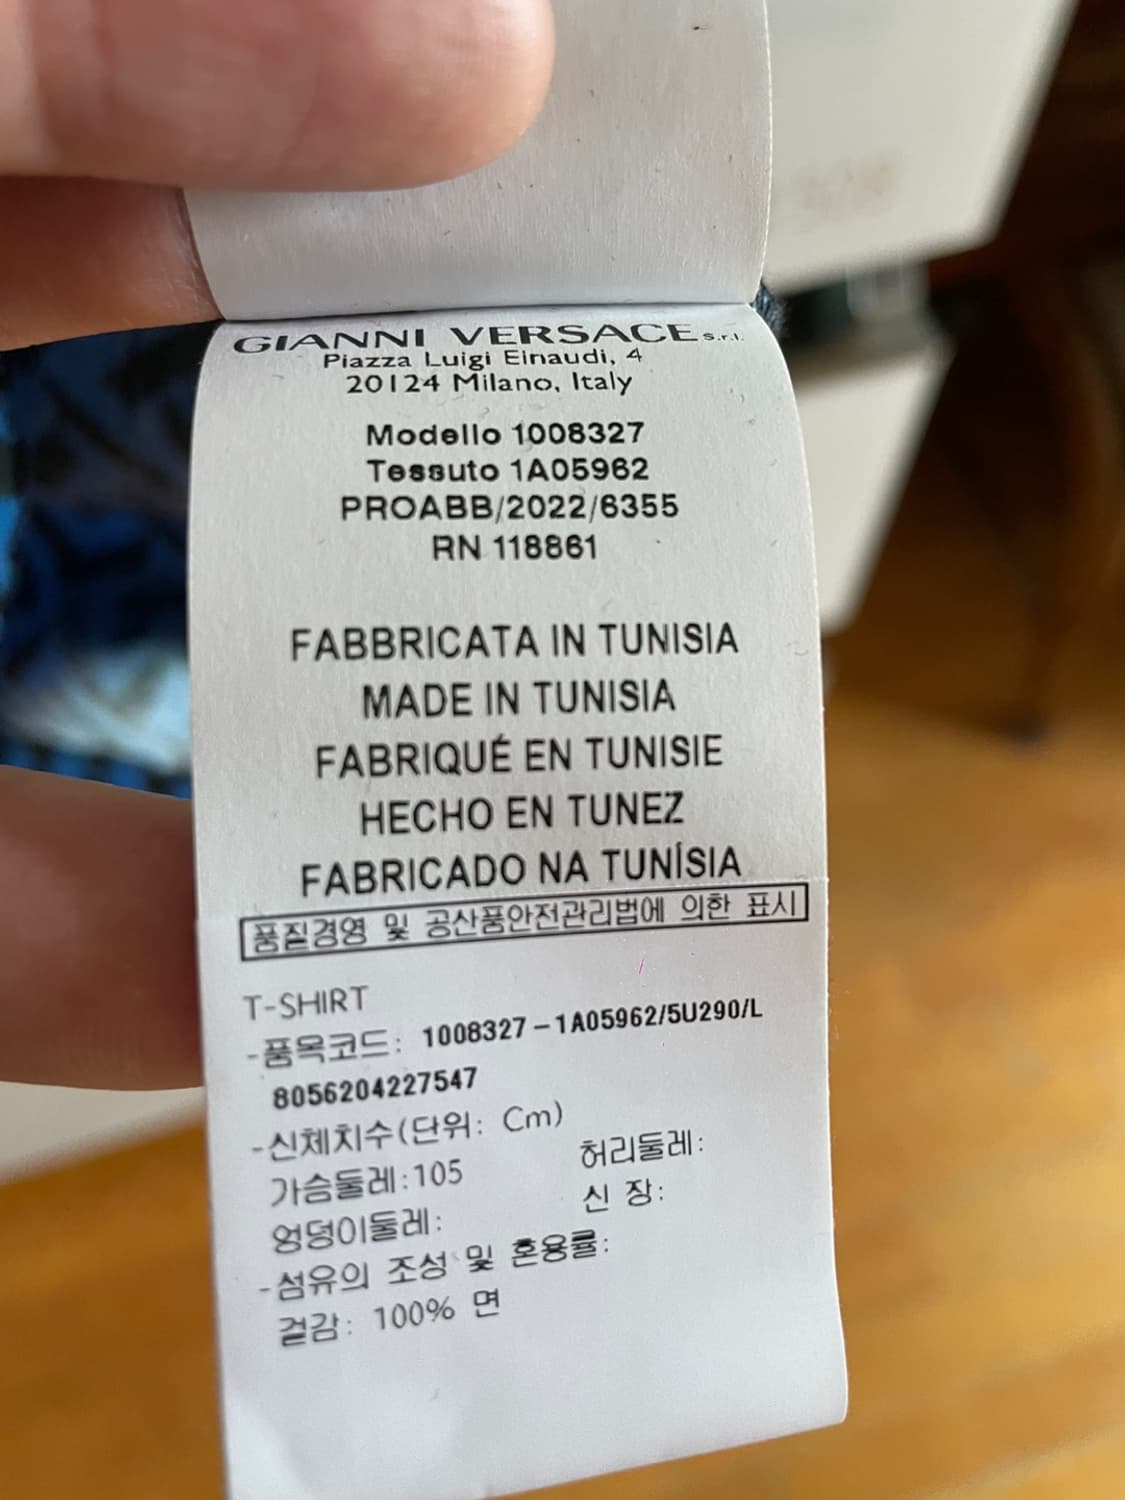 GIANNI VERSACE s.r.l.
Piazza Luigi Einaudi, 4
20124 Milano, Italy
Modello 1008327
Tessuto 1A05962
PROABB/2022/6355
RN 118861
FABBRICATA IN TUNISIA
MADE IN TUNISIA
FABRIQUÉ EN TUNISIE
HECHO EN TUNEZ
FABRICADO NA TUNÍSIA
품질경영 및 공산품안전관리법에 의한 표시
T-SHIRT
-품목코드: 1008327-1A05962/5U290/L
8056204227547
-신체치수(단위: Cm)
가슴둘레:105 허리둘레:
엉덩이둘레: 신 장:
-섬유의 조성 및 혼용률:
겉감: 100% 면